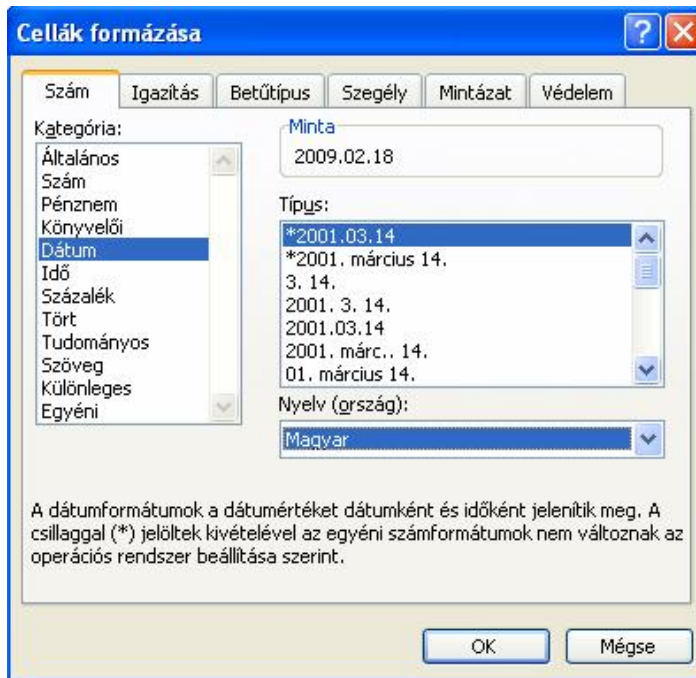 Cellák formázása
Szám Igazítás Betűtípus Szegély Mintázat Védelem
Kategória:
Általános
Szám
Pénznem
Könyvelői
Dátum
Idő
Százalék
Tört
Tudományos
Szöveg
Különleges
Egyéni
Minta
2009.02.18
Típus:
*2001.03.14
*2001. március 14.
3. 14.
2001. 3. 14.
2001.03.14
2001. márc.. 14.
01. március 14.
Nyelv (ország):
Magyar
A dátumformátumok a dátumértéket dátumként és időként jelenítik meg. A
csillaggal (*) jelöltek kivételével az egyéni számformátumok nem változnak az
operációs rendszer beállítása szerint.
OK Mégse